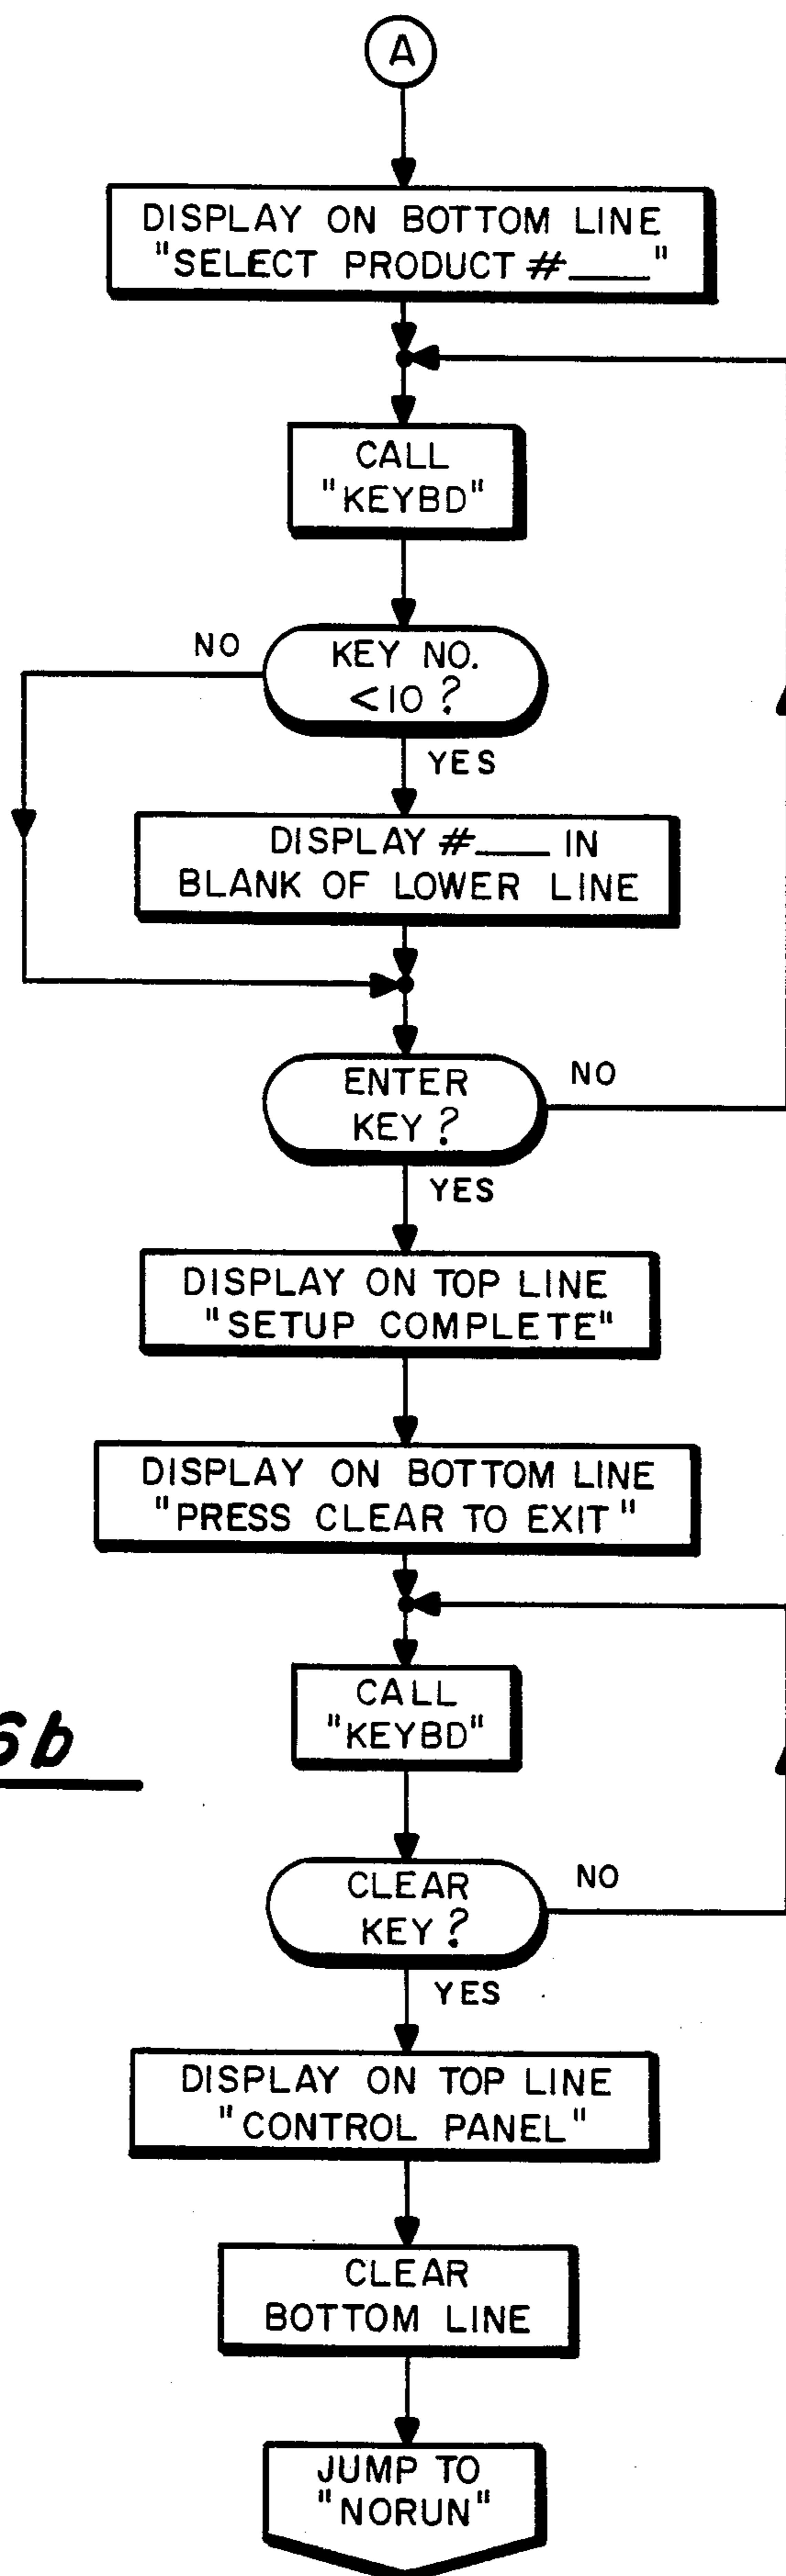 A
DISPLAY ON BOTTOM LINE
"SELECT PRODUCT #____"
CALL
"KEYBD"
NO
KEY NO.
<10?
YES
DISPLAY #____ IN
BLANK OF LOWER LINE
ENTER
KEY?
NO
YES
DISPLAY ON TOP LINE
"SETUP COMPLETE"
DISPLAY ON BOTTOM LINE
"PRESS CLEAR TO EXIT"
CALL
"KEYBD"
6b
CLEAR
KEY?
NO
YES
DISPLAY ON TOP LINE
"CONTROL PANEL"
CLEAR
BOTTOM LINE
JUMP TO
"NORUN"